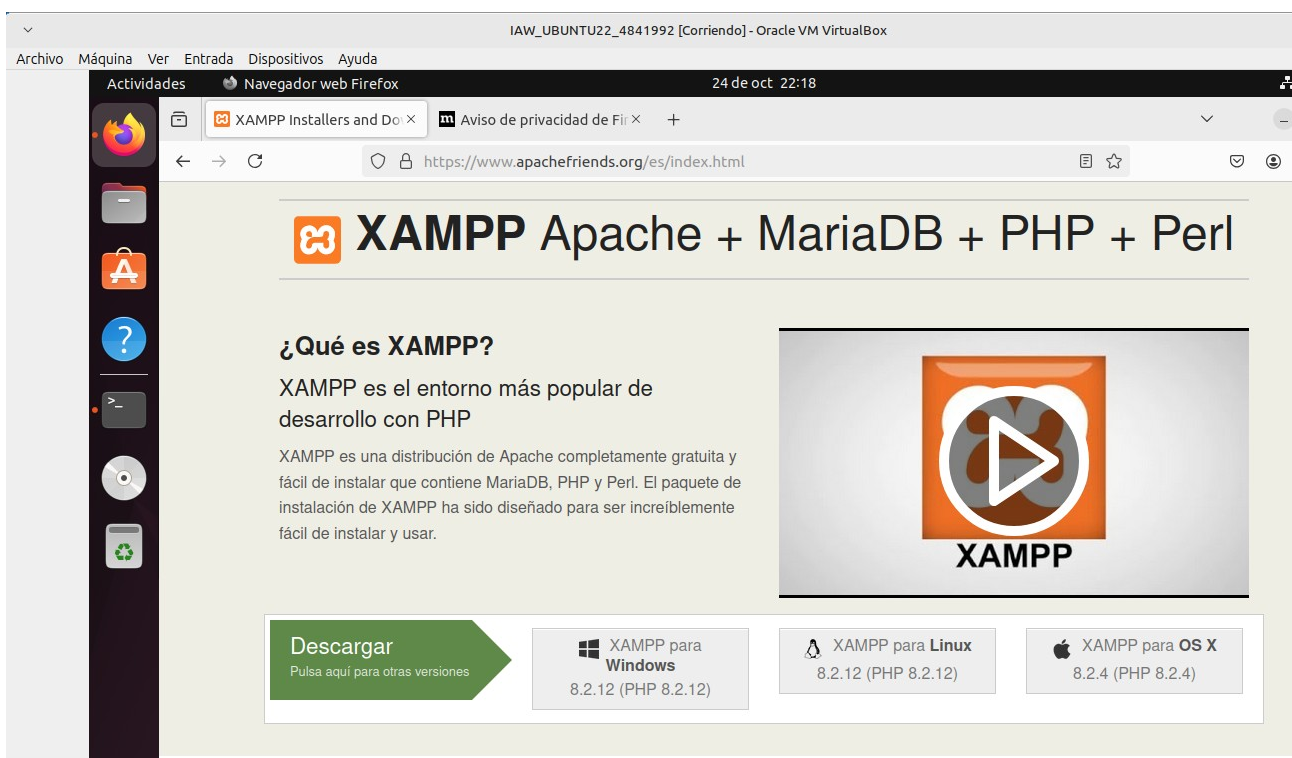 IAW_UBUNTU22_4841992 [Corriendo] - Oracle VM VirtualBox
Archivo Máquina Ver Entrada Dispositivos Ayuda
Actividades Navegador web Firefox 24 de oct 22:18
XAMPP Installers and Do × m Aviso de privacidad de Fir × +
https://www.apachefriends.org/es/index.html
XAMPP Apache + MariaDB + PHP + Perl
¿Qué es XAMPP?
XAMPP es el entorno más popular de
desarrollo con PHP
XAMPP es una distribución de Apache completamente gratuita y
fácil de instalar que contiene MariaDB, PHP y Perl. El paquete de
instalación de XAMPP ha sido diseñado para ser increíblemente
fácil de instalar y usar.
XAMPP
Descargar
Pulsa aquí para otras versiones
XAMPP para
Windows
8.2.12 (PHP 8.2.12)
XAMPP para Linux
8.2.12 (PHP 8.2.12)
XAMPP para OS X
8.2.4 (PHP 8.2.4)